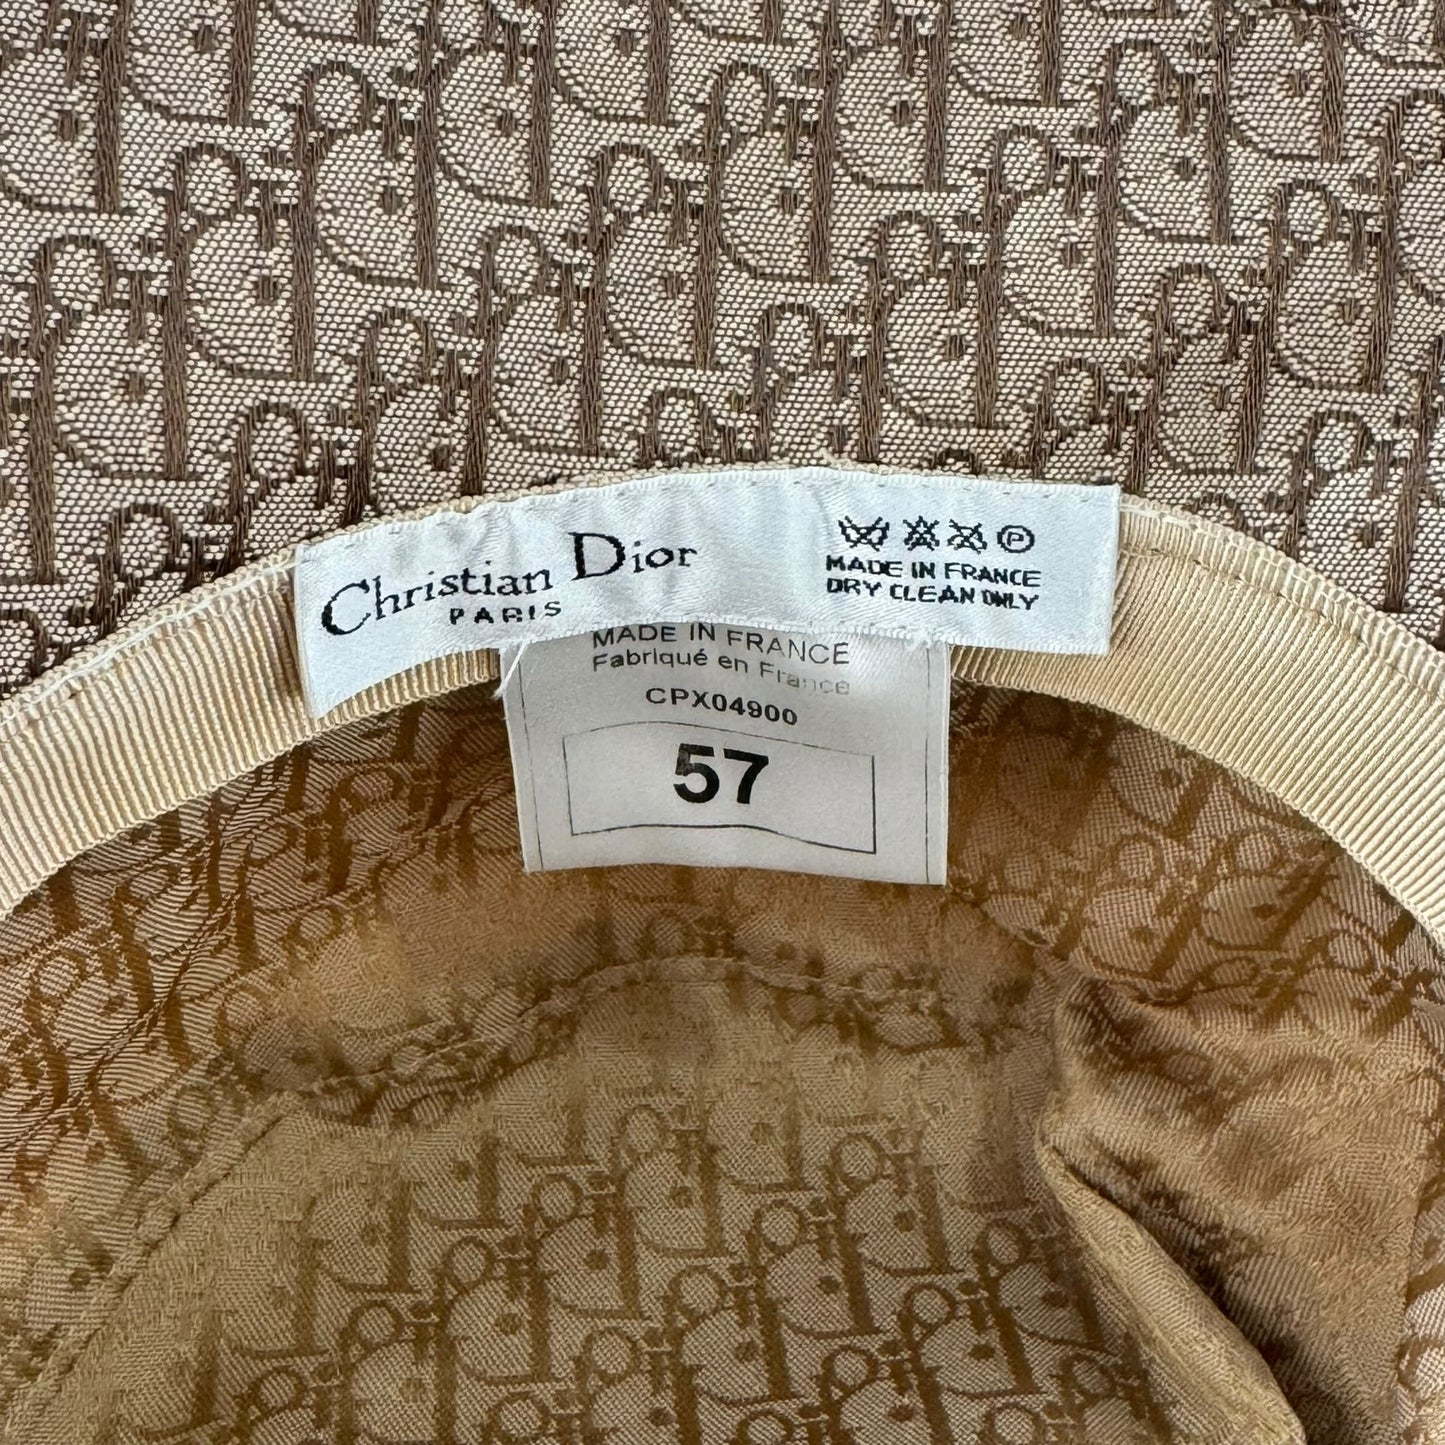 Christian Dior
PARIS
MADE IN FRANCE
DRY CLEAN ONLY
MADE IN FRANCE
Fabriqué en France
CPX04900
57